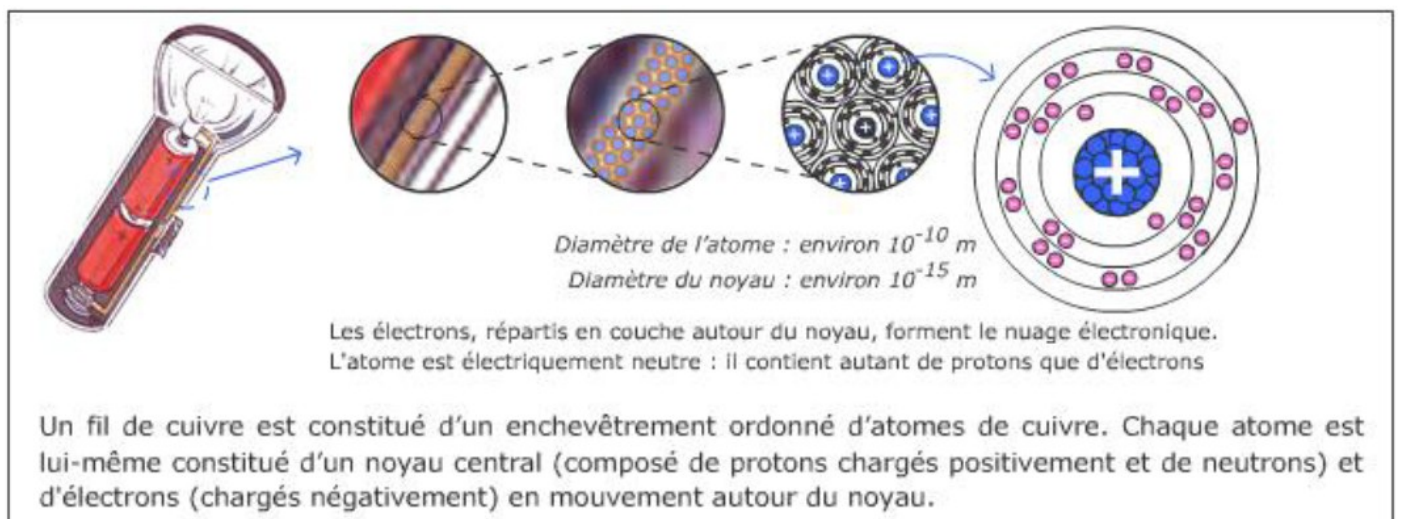 Diamètre de l'atome : environ 10⁻¹⁰ m
Diamètre du noyau : environ 10⁻¹⁵ m
Les électrons, répartis en couche autour du noyau, forment le nuage électronique.
L'atome est électriquement neutre : il contient autant de protons que d'électrons
Un fil de cuivre est constitué d'un enchevêtrement ordonné d'atomes de cuivre. Chaque atome est
lui-même constitué d'un noyau central (composé de protons chargés positivement et de neutrons) et
d'électrons (chargés négativement) en mouvement autour du noyau.